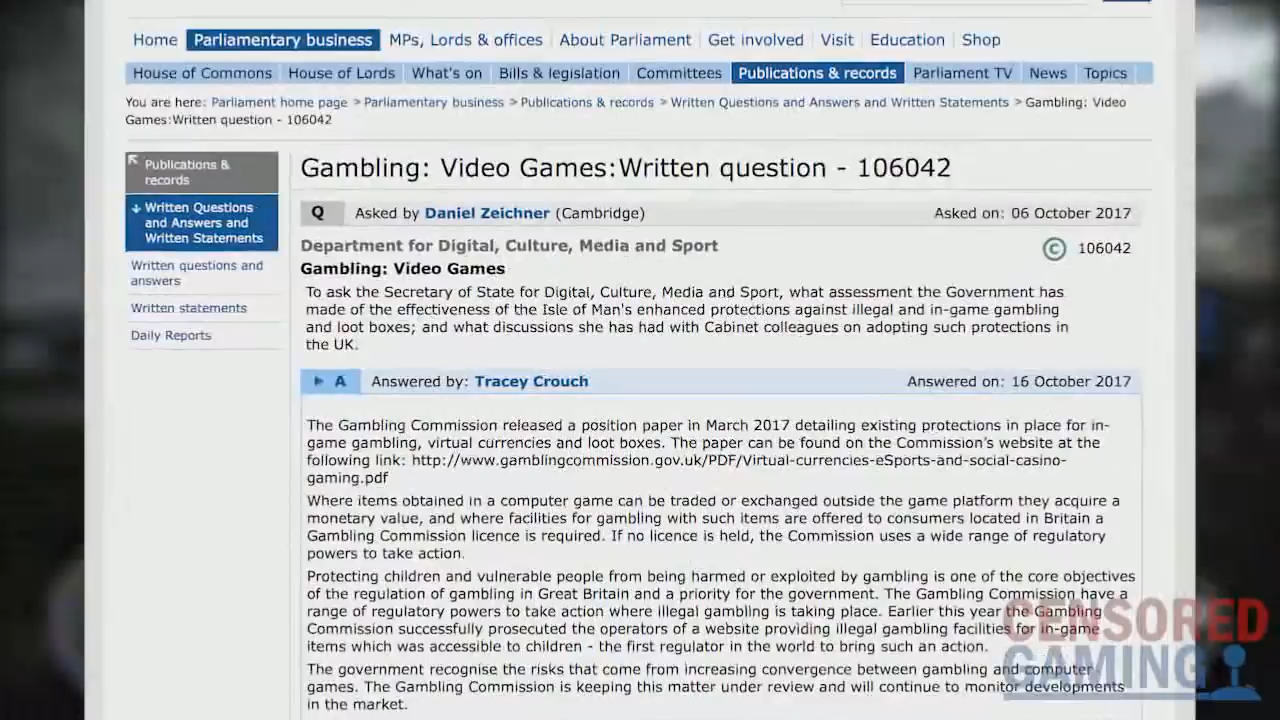 Home Parliamentary business MPs, Lords & offices About Parliament Get involved Visit Education Shop
House of Commons House of Lords What's on Bills & legislation Committees Publications & records Parliament TV News Topics
You are here: Parliament home page > Parliamentary business > Publications & records > Written Questions and Answers and Written Statements > Gambling: Video
Games:Written question - 106042
Publications &
records
Written Questions
and Answers and
Written Statements
Written questions and
answers
Written statements
Daily Reports
Gambling: Video Games:Written question - 106042
Q Asked by Daniel Zeichner (Cambridge) Asked on: 06 October 2017
Department for Digital, Culture, Media and Sport
C 106042
Gambling: Video Games
To ask the Secretary of State for Digital, Culture, Media and Sport, what assessment the Government has
made of the effectiveness of the Isle of Man's enhanced protections against illegal and in-game gambling
and loot boxes; and what discussions she has had with Cabinet colleagues on adopting such protections in
the UK.
A Answered by: Tracey Crouch Answered on: 16 October 2017
The Gambling Commission released a position paper in March 2017 detailing existing protections in place for in-
game gambling, virtual currencies and loot boxes. The paper can be found on the Commission's website at the
following link: http://www.gamblingcommission.gov.uk/PDF/Virtual-currencies-eSports-and-social-casino-
gaming.pdf
Where items obtained in a computer game can be traded or exchanged outside the game platform they acquire a
monetary value, and where facilities for gambling with such items are offered to consumers located in Britain a
Gambling Commission licence is required. If no licence is held, the Commission uses a wide range of regulatory
powers to take action.
Protecting children and vulnerable people from being harmed or exploited by gambling is one of the core objectives
of the regulation of gambling in Great Britain and a priority for the government. The Gambling Commission have a
range of regulatory powers to take action where illegal gambling is taking place. Earlier this year the Gambling
Commission successfully prosecuted the operators of a website providing illegal gambling facilities for in-game
items which was accessible to children - the first regulator in the world to bring such an action.
The government recognise the risks that come from increasing convergence between gambling and computer
games. The Gambling Commission is keeping this matter under review and will continue to monitor developments
in the market.
CENSORED
GAMING